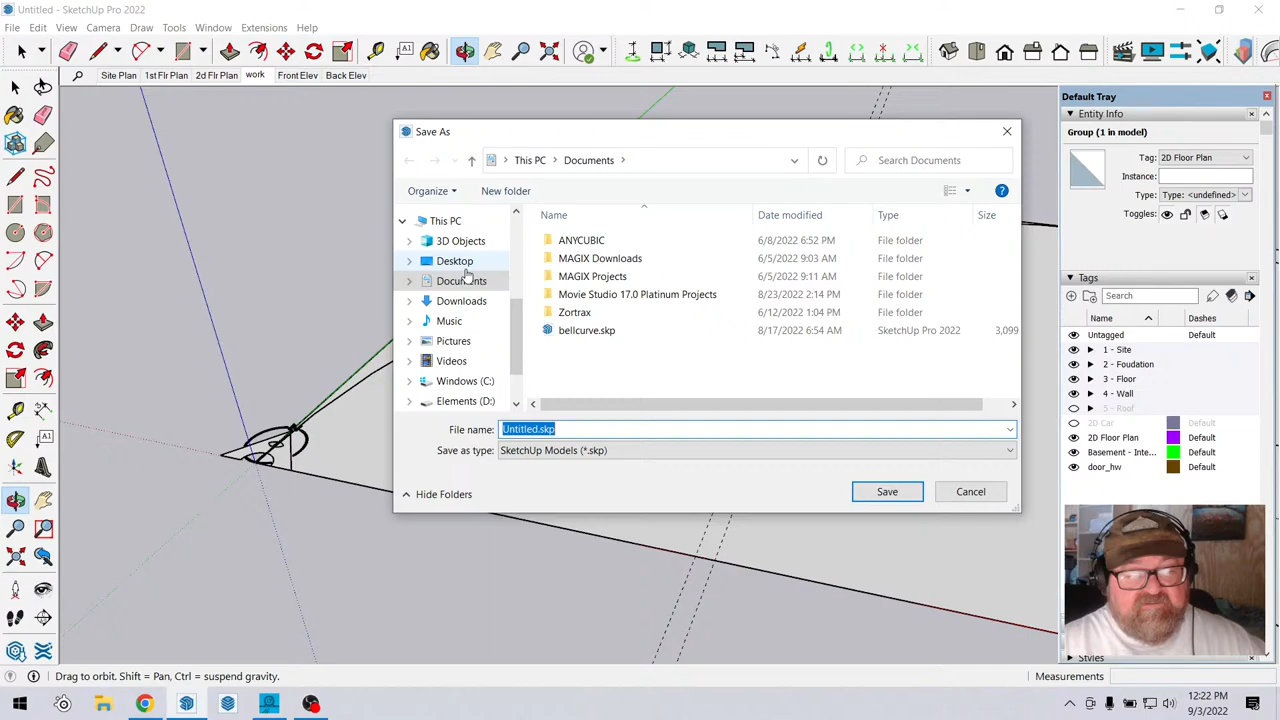 Untitled - SketchUp Pro 2022
File Edit View Camera Draw Tools Window Extensions Help
Site Plan 1st Flr Plan 2d Flr Plan work Front Elev Back Elev
Save As
This PC > Documents >
Search Documents
Organize New folder
This PC
3D Objects
Desktop
Documents
Downloads
Music
Pictures
Videos
Windows (C:)
Elements (D:)
Name Date modified Type Size
ANYCUBIC 6/8/2022 6:52 PM File folder
MAGIX Downloads 6/5/2022 9:03 AM File folder
MAGIX Projects 6/5/2022 9:11 AM File folder
Movie Studio 17.0 Platinum Projects 8/23/2022 2:14 PM File folder
Zortrax 6/12/2022 1:04 PM File folder
bellcurve.skp 8/17/2022 6:54 AM SketchUp Pro 2022 3,099
File name: Untitled.skp
Save as type: SketchUp Models (*.skp)
Hide Folders Save Cancel
Default Tray
Entity Info
Group (1 in model)
Tag: 2D Floor Plan
Instance:
Type: Type: <undefined>
Toggles:
Tags
Search
Name Dashes
Untagged Default
1 - Site
2 - Foudation
3 - Floor
4 - Wall
5 - Roof
2D Car Default
2D Floor Plan Default
Basement - Inte... Default
door_hw Default
Styles
Drag to orbit. Shift = Pan, Ctrl = suspend gravity.
Measurements
12:22 PM
9/3/2022